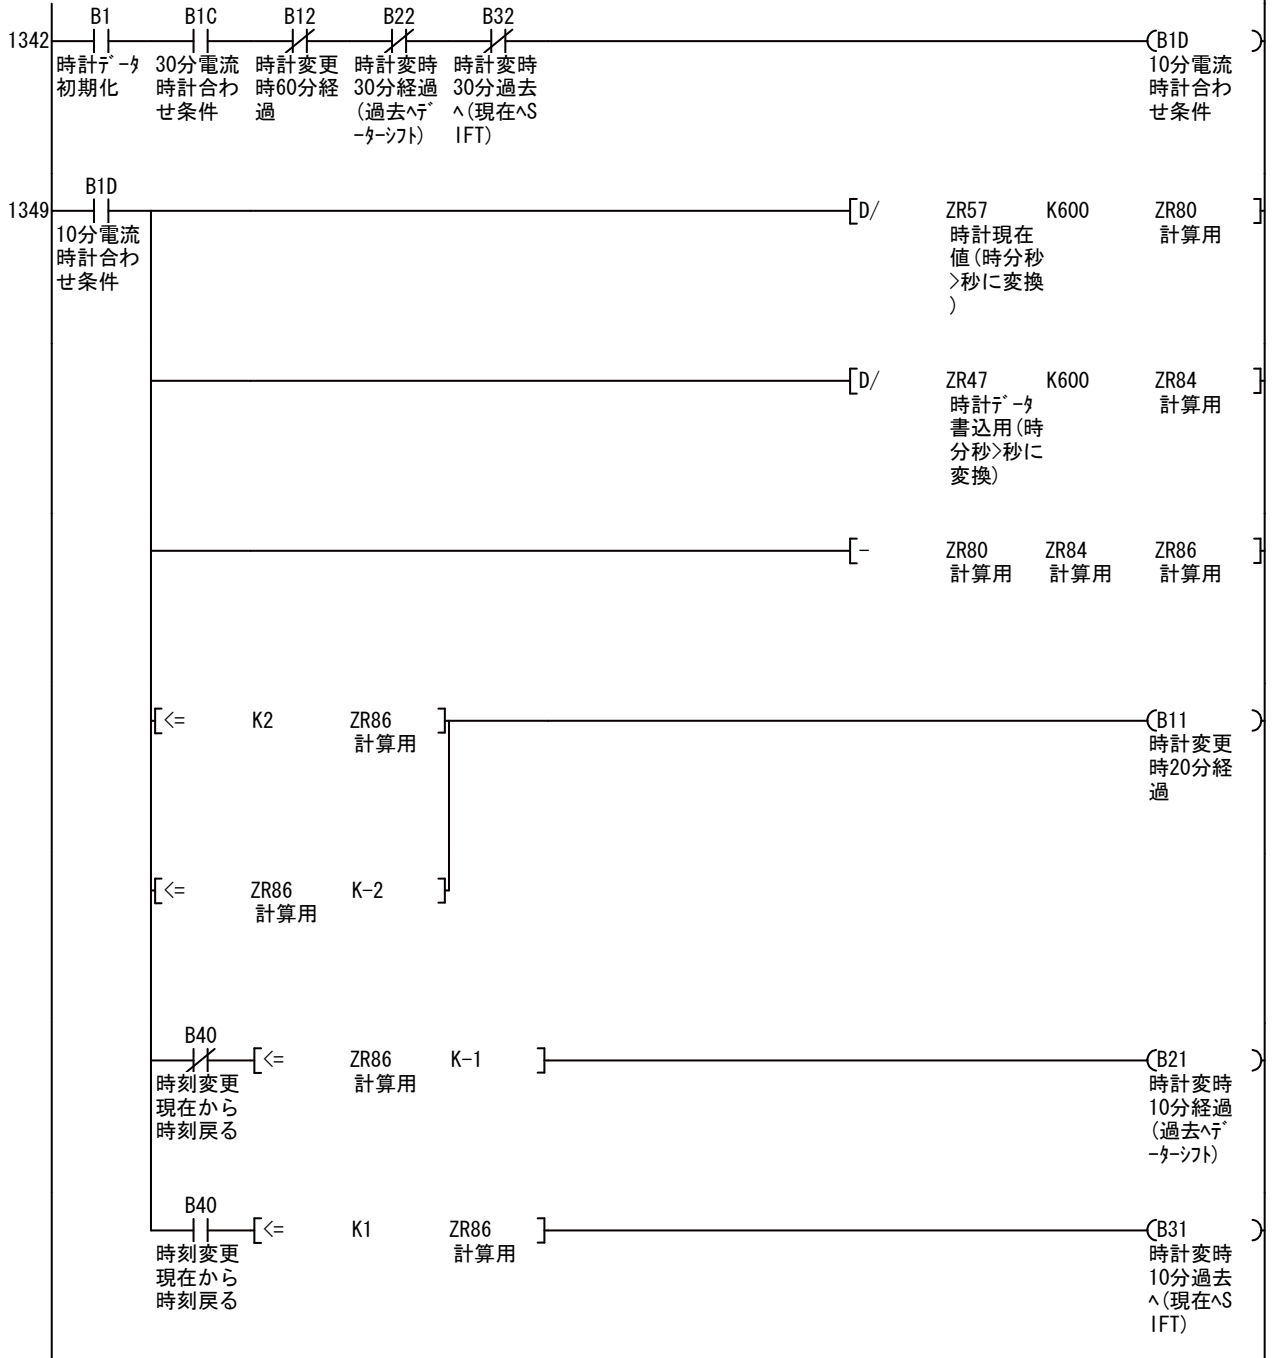 B1 B1C B12 B22 B32
1342 (B1D )
時計ﾃﾞｰﾀ 30分電流 時計変更 時計変時 時計変時 10分電流
初期化 時計合わ 時60分経 30分経過 30分過去 時計合わ
せ条件 過 (過去ﾍﾃﾞ ﾍ(現在ﾍS せ条件
ｰﾀｰｼﾌﾄ) IFT)
B1D
1349 [D/ ZR57 K600 ZR80 ]
10分電流 時計現在 計算用
時計合わ 値(時分秒
せ条件 >秒に変換
)
[D/ ZR47 K600 ZR84 ]
時計ﾃﾞｰﾀ 計算用
書込用(時
分秒>秒に
変換)
[- ZR80 ZR84 ZR86 ]
計算用 計算用 計算用
[<= K2 ZR86 ] (B11 )
計算用 時計変更
時20分経
過
[<= ZR86 K-2 ]
計算用
B40
[<= ZR86 K-1 ] (B21 )
時刻変更 計算用 時計変時
現在から 10分経過
時刻戻る (過去ﾍﾃﾞ
ｰﾀｰｼﾌﾄ)
B40
[<= K1 ZR86 ] (B31 )
時刻変更 計算用 時計変時
現在から 10分過去
時刻戻る ﾍ(現在ﾍS
IFT)